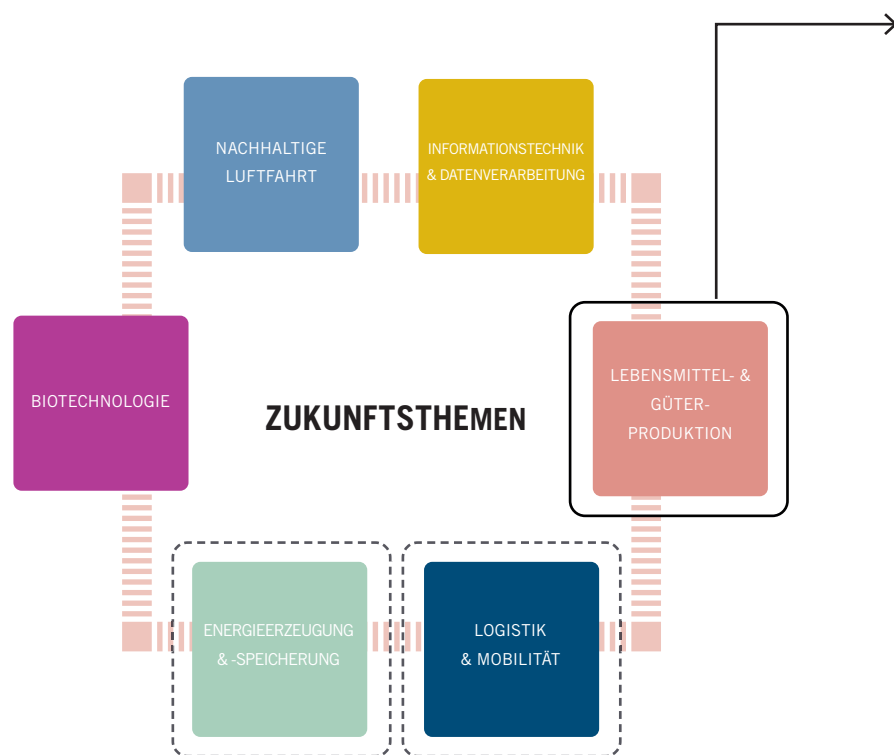 NACHHALTIGE
LUFTFAHRT
INFORMATIONSTECHNIK
& DATENVERARBEITUNG
BIOTECHNOLOGIE
ZUKUNFTSTHEMEN
LEBENSMITTEL- &
GÜTER-
PRODUKTION
ENERGIEERZEUGUNG
& -SPEICHERUNG
LOGISTIK
& MOBILITÄT